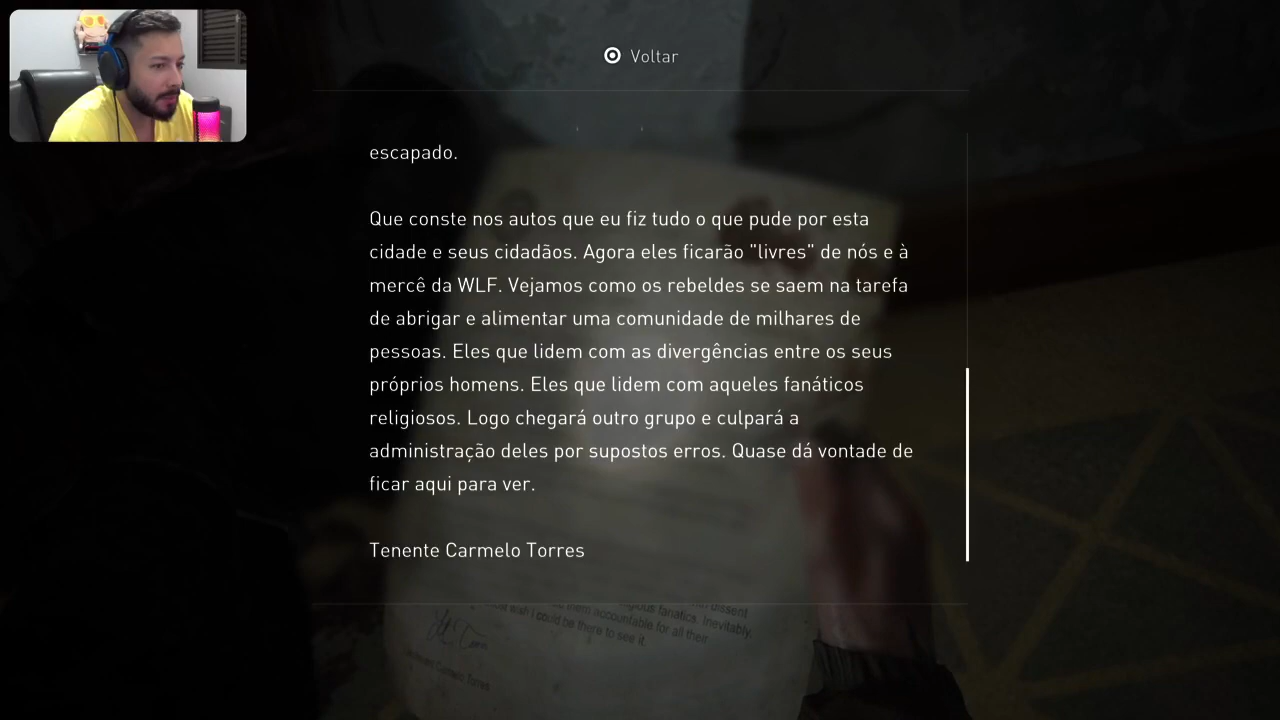 Voltar
escapado.
Que conste nos autos que eu fiz tudo o que pude por esta
cidade e seus cidadãos. Agora eles ficarão "livres" de nós e à
mercê da WLF. Vejamos como os rebeldes se saem na tarefa
de abrigar e alimentar uma comunidade de milhares de
pessoas. Eles que lidem com as divergências entre os seus
próprios homens. Eles que lidem com aqueles fanáticos
religiosos. Logo chegará outro grupo e culpará a
administração deles por supostos erros. Quase dá vontade de
ficar aqui para ver.
Tenente Carmelo Torres
dissent
fanatics. Inevitably,
them accountable for all their
wish I could be there to see it.
Carmelo Torres